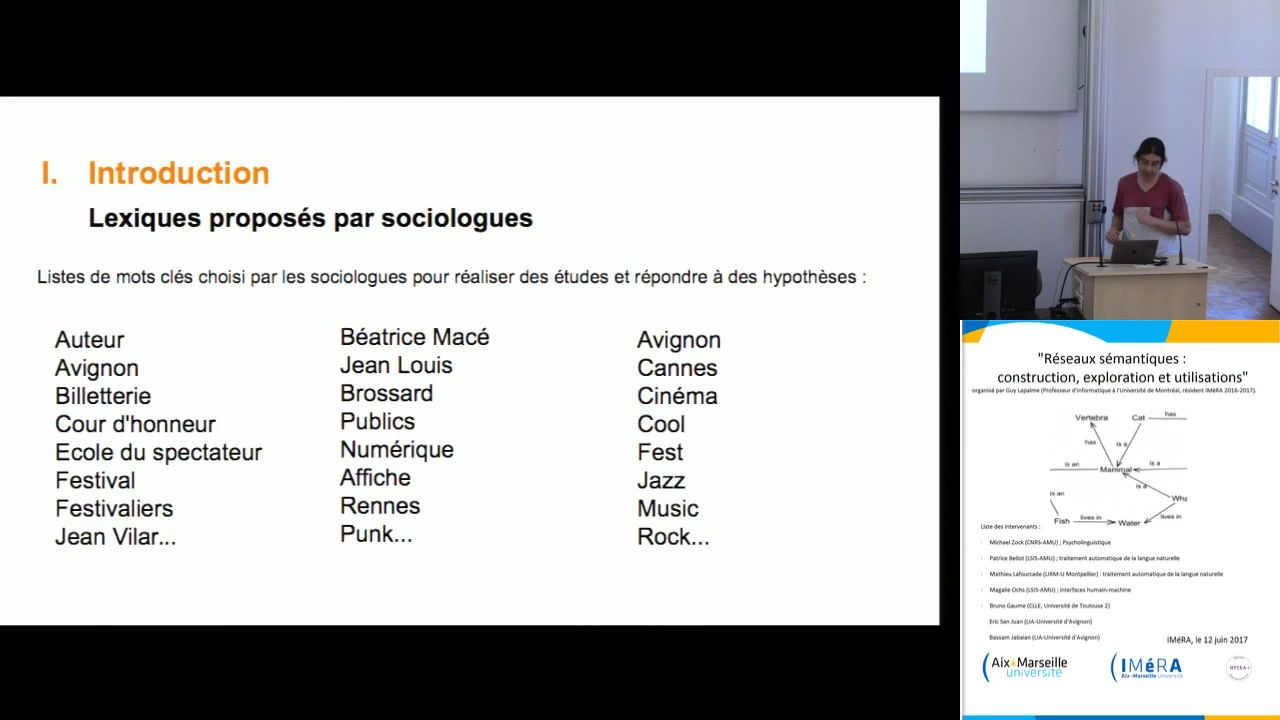 I. Introduction
Lexiques proposés par sociologues
Listes de mots clés choisi par les sociologues pour réaliser des études et répondre à des hypothèses :
Auteur
Avignon
Billetterie
Cour d'honneur
Ecole du spectateur
Festival
Festivaliers
Jean Vilar...
Béatrice Macé
Jean Louis
Brossard
Publics
Numérique
Affiche
Rennes
Punk...
Avignon
Cannes
Cinéma
Cool
Fest
Jazz
Music
Rock...
"Réseaux sémantiques :
construction, exploration et utilisations"
organisé par Guy Lapalme (Professeur d'informatique à l'Université de Montréal, résident IMéRA 2016-2017).
Vertebra Cat has
has is a
is an Mammal is a
is a
is an Wha
Fish lives in Water lives in
Liste des intervenants :
- Michael Zock (CNRS-AMU) ; Psycholinguistique
- Patrice Bellot (LSIS-AMU) ; traitement automatique de la langue naturelle
- Mathieu Lafourcade (LIRM-U Montpellier) : traitement automatique de la langue naturelle
- Magalie Ochs (LSIS-AMU) ; interfaces humain-machine
- Bruno Gaume (CLLE, Université de Toulouse 2)
Eric San Juan (LIA-Université d'Avignon)
Bassam Jabaian (LIA-Université d'Avignon)
IMéRA, le 12 juin 2017
Aix*Marseille
université
IMéRA
Aix*Marseille Université
RFIEA+